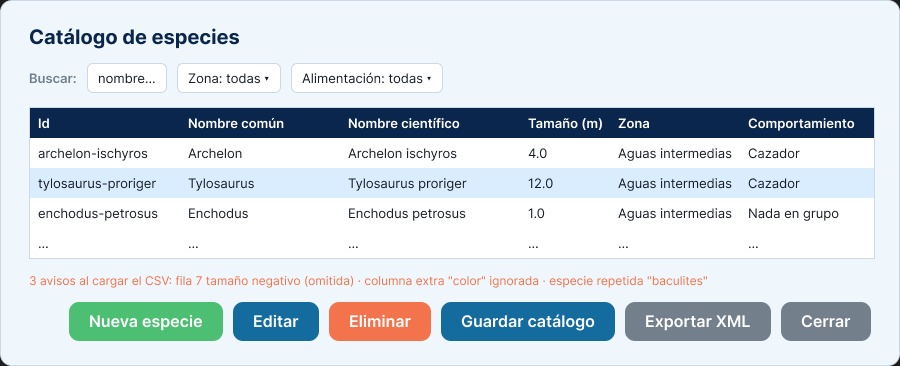 Catálogo de especies
Buscar: nombre... Zona: todas ▾ Alimentación: todas ▾
Id Nombre común Nombre científico Tamaño (m) Zona Comportamiento
archelon-ischyros Archelon Archelon ischyros 4.0 Aguas intermedias Cazador
tylosaurus-proriger Tylosaurus Tylosaurus proriger 12.0 Aguas intermedias Cazador
enchodus-petrosus Enchodus Enchodus petrosus 1.0 Aguas intermedias Nada en grupo
... ... ... ... ... ...
3 avisos al cargar el CSV: fila 7 tamaño negativo (omitida) · columna extra "color" ignorada · especie repetida "baculites"
Nueva especie Editar Eliminar Guardar catálogo Exportar XML Cerrar